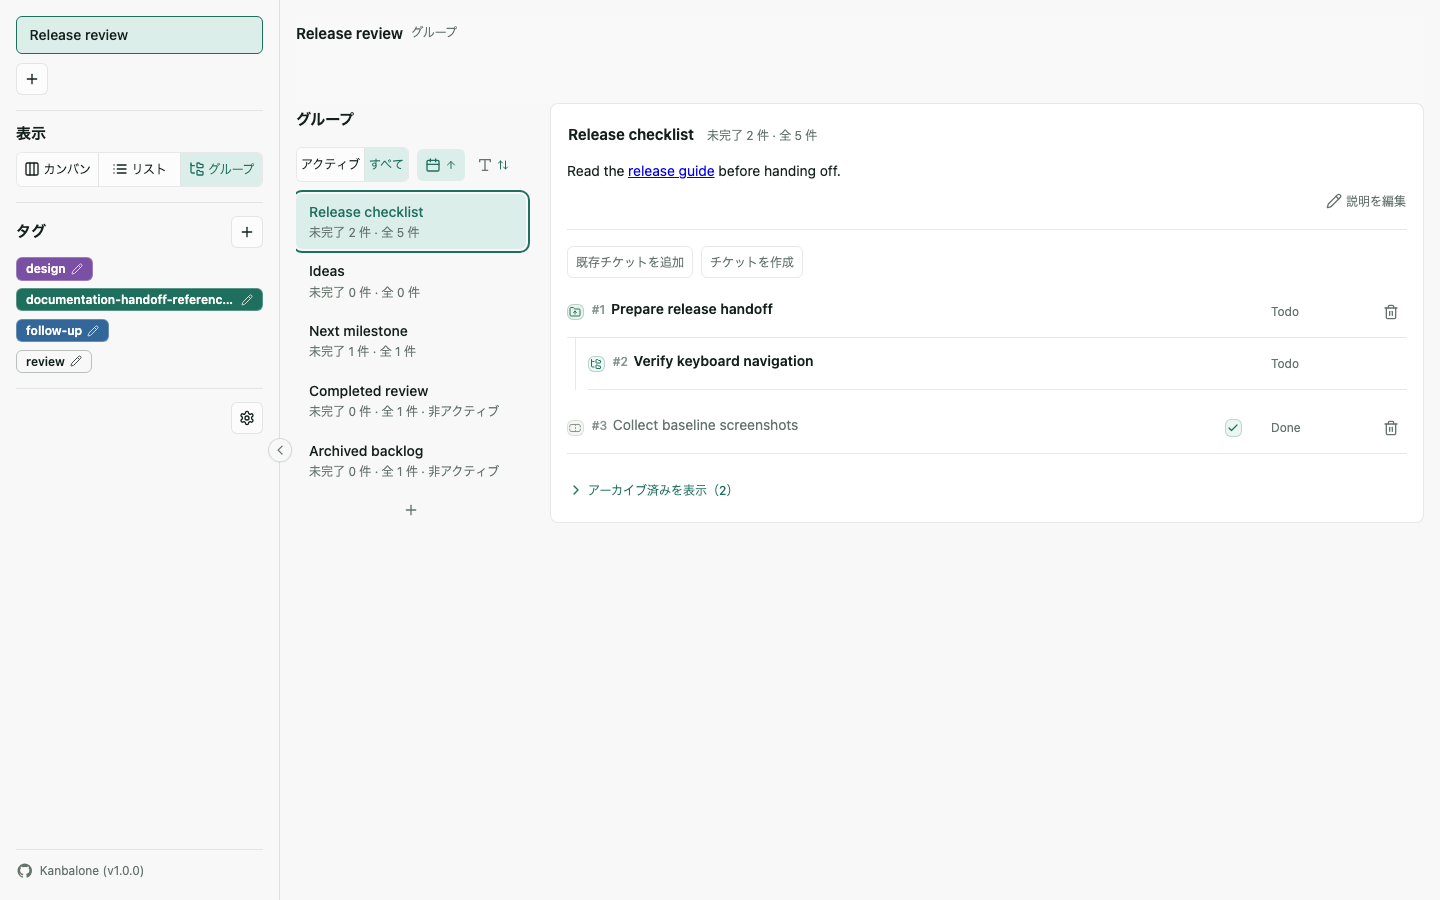 Release review
表示
カンバン
リスト
グループ
タグ
design
documentation-handoff-referenc...
follow-up
review
Kanbalone (v1.0.0)
Release review グループ
グループ
アクティブ すべて
Release checklist
未完了 2 件 · 全 5 件
Ideas
未完了 0 件 · 全 0 件
Next milestone
未完了 1 件 · 全 1 件
Completed review
未完了 0 件 · 全 1 件 · 非アクティブ
Archived backlog
未完了 0 件 · 全 1 件 · 非アクティブ
Release checklist 未完了 2 件 · 全 5 件
Read the release guide before handing off.
説明を編集
既存チケットを追加 チケットを作成
#1 Prepare release handoff Todo
#2 Verify keyboard navigation Todo
#3 Collect baseline screenshots Done
アーカイブ済みを表示（2）